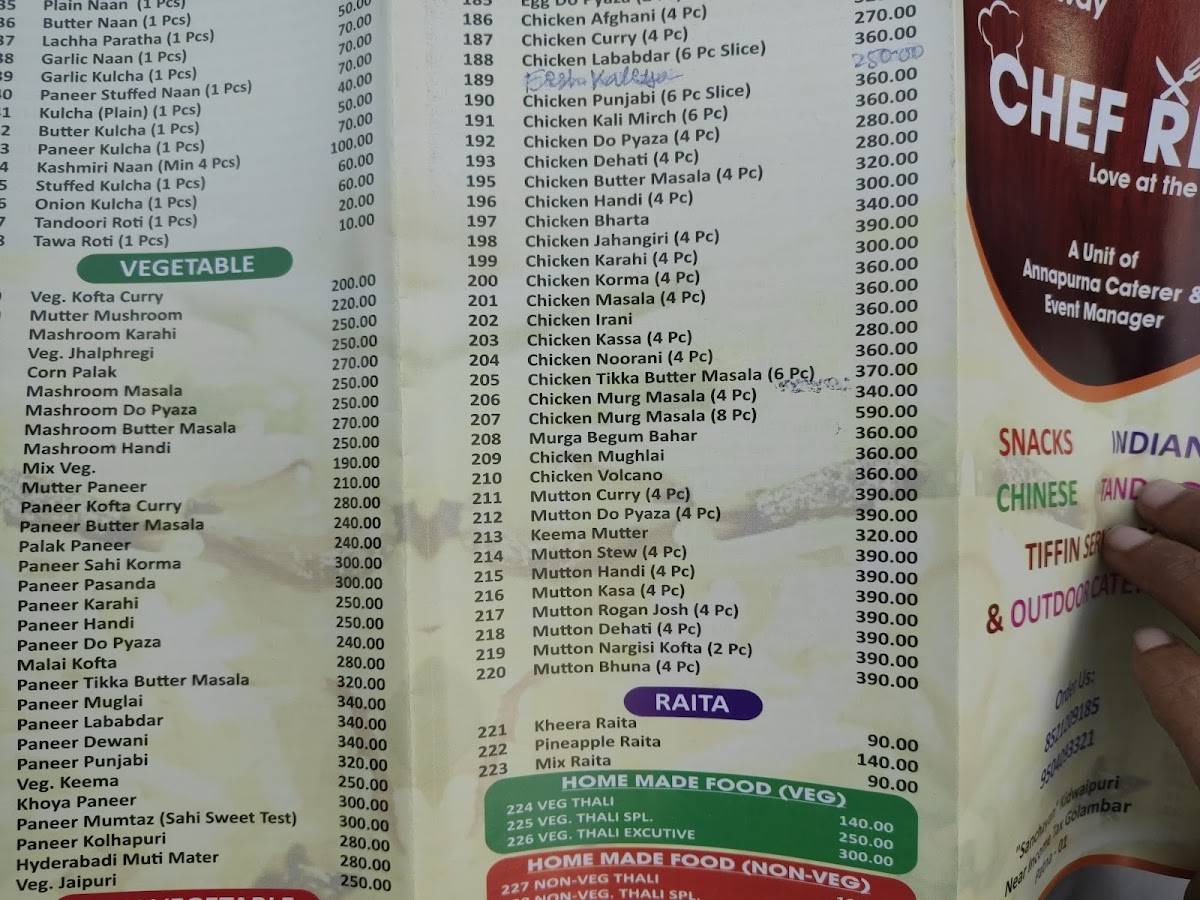 35 Plain Naan (1 Pcs)
36 Butter Naan (1 Pcs)
37 Lachha Paratha (1 Pcs) 50.00
38 Garlic Naan (1 Pcs) 70.00
39 Garlic Kulcha (1 Pcs) 70.00
Paneer Stuffed Naan (1 Pcs) 70.00
Kulcha (Plain) (1 Pcs) 40.00
Butter Kulcha (1 Pcs) 50.00
Paneer Kulcha (1 Pcs) 70.00
Kashmiri Naan (Min 4 Pcs) 100.00
Stuffed Kulcha (1 Pcs) 60.00
Onion Kulcha (1 Pcs) 60.00
Tandoori Roti (1 Pcs) 20.00
Tawa Roti (1 Pcs) 10.00
VEGETABLE
Veg. Kofta Curry 200.00
Mutter Mushroom 220.00
Mashroom Karahi 250.00
Veg. Jhalphregi 250.00
Corn Palak 270.00
Mashroom Masala 250.00
Mashroom Do Pyaza 250.00
Mashroom Butter Masala 270.00
Mashroom Handi 250.00
Mix Veg. 190.00
Mutter Paneer 210.00
Paneer Kofta Curry 280.00
Paneer Butter Masala 240.00
Palak Paneer 240.00
Paneer Sahi Korma 300.00
Paneer Pasanda 300.00
Paneer Karahi 250.00
Paneer Handi 250.00
Paneer Do Pyaza 240.00
Malai Kofta 280.00
Paneer Tikka Butter Masala 320.00
Paneer Muglai 340.00
Paneer Lababdar 340.00
Paneer Dewani 340.00
Paneer Punjabi 320.00
Veg. Keema 250.00
Khoya Paneer 300.00
Paneer Mumtaz (Sahi Sweet Test) 300.00
Paneer Kolhapuri 280.00
Hyderabadi Muti Mater 280.00
Veg. Jaipuri 250.00
186 Chicken Afghani (4 Pc)
187 Chicken Curry (4 Pc) 270.00
188 Chicken Lababdar (6 Pc Slice) 360.00
189 250.00
190 Chicken Punjabi (6 Pc Slice) 360.00
191 Chicken Kali Mirch (6 Pc) 360.00
192 Chicken Do Pyaza (4 Pc) 280.00
193 Chicken Dehati (4 Pc) 280.00
195 Chicken Butter Masala (4 Pc) 320.00
196 Chicken Handi (4 Pc) 300.00
197 Chicken Bharta 340.00
198 Chicken Jahangiri (4 Pc) 390.00
199 Chicken Karahi (4 Pc) 300.00
200 Chicken Korma (4 Pc) 360.00
201 Chicken Masala (4 Pc) 360.00
202 Chicken Irani 360.00
203 Chicken Kassa (4 Pc) 280.00
204 Chicken Noorani (4 Pc) 360.00
205 Chicken Tikka Butter Masala (6 Pc) 370.00
206 Chicken Murg Masala (4 Pc) 340.00
207 Chicken Murg Masala (8 Pc) 590.00
208 Murga Begum Bahar 360.00
209 Chicken Mughlai 360.00
210 Chicken Volcano 360.00
211 Mutton Curry (4 Pc) 390.00
212 Mutton Do Pyaza (4 Pc) 390.00
213 Keema Mutter 320.00
214 Mutton Stew (4 Pc) 390.00
215 Mutton Handi (4 Pc) 390.00
216 Mutton Kasa (4 Pc) 390.00
217 Mutton Rogan Josh (4 Pc) 390.00
218 Mutton Dehati (4 Pc) 390.00
219 Mutton Nargisi Kofta (2 Pc) 390.00
220 Mutton Bhuna (4 Pc) 390.00
RAITA
221 Kheera Raita 90.00
222 Pineapple Raita 140.00
223 Mix Raita 90.00
HOME MADE FOOD (VEG)
224 VEG THALI 140.00
225 VEG. THALI SPL. 250.00
226 VEG. THALI EXCUTIVE 300.00
HOME MADE FOOD (NON-VEG)
227 NON-VEG THALI
NON-VEG. THALI SPL.
CHEF
Love at the
A Unit of
Annapurna Caterer &
Event Manager
SNACKS INDIAN
CHINESE
TIFFIN
& OUTDOOR
Order Us:
8521209185
9504093321
"Sanchayan" Kidwaipuri
Near Income Tax Golambar
Patna - 01